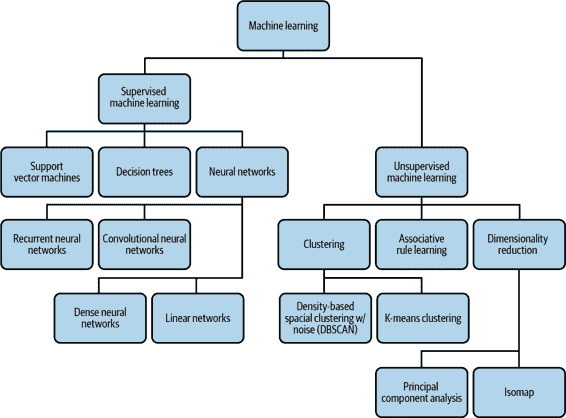 Machine learning
Supervised
machine learning
Support
vector machines
Decision trees
Neural networks
Unsupervised
machine learning
Recurrent neural
networks
Convolutional neural
networks
Clustering
Associative
rule learning
Dimensionality
reduction
Dense neural
networks
Linear networks
Density-based
spacial clustering w/
noise (DBSCAN)
K-means clustering
Principal
component analysis
Isomap